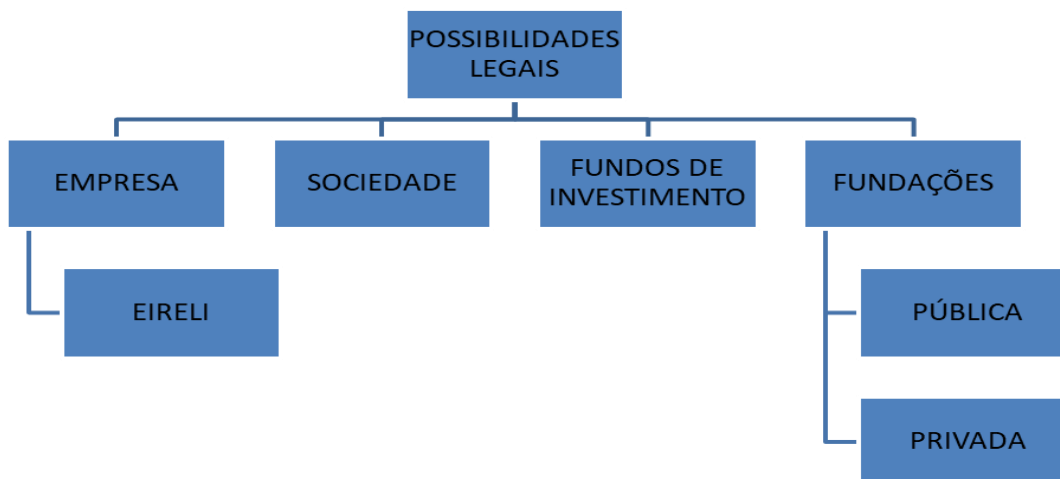 POSSIBILIDADES
LEGAIS
EMPRESA
SOCIEDADE
FUNDOS DE
INVESTIMENTO
FUNDAÇÕES
EIRELI
PÚBLICA
PRIVADA